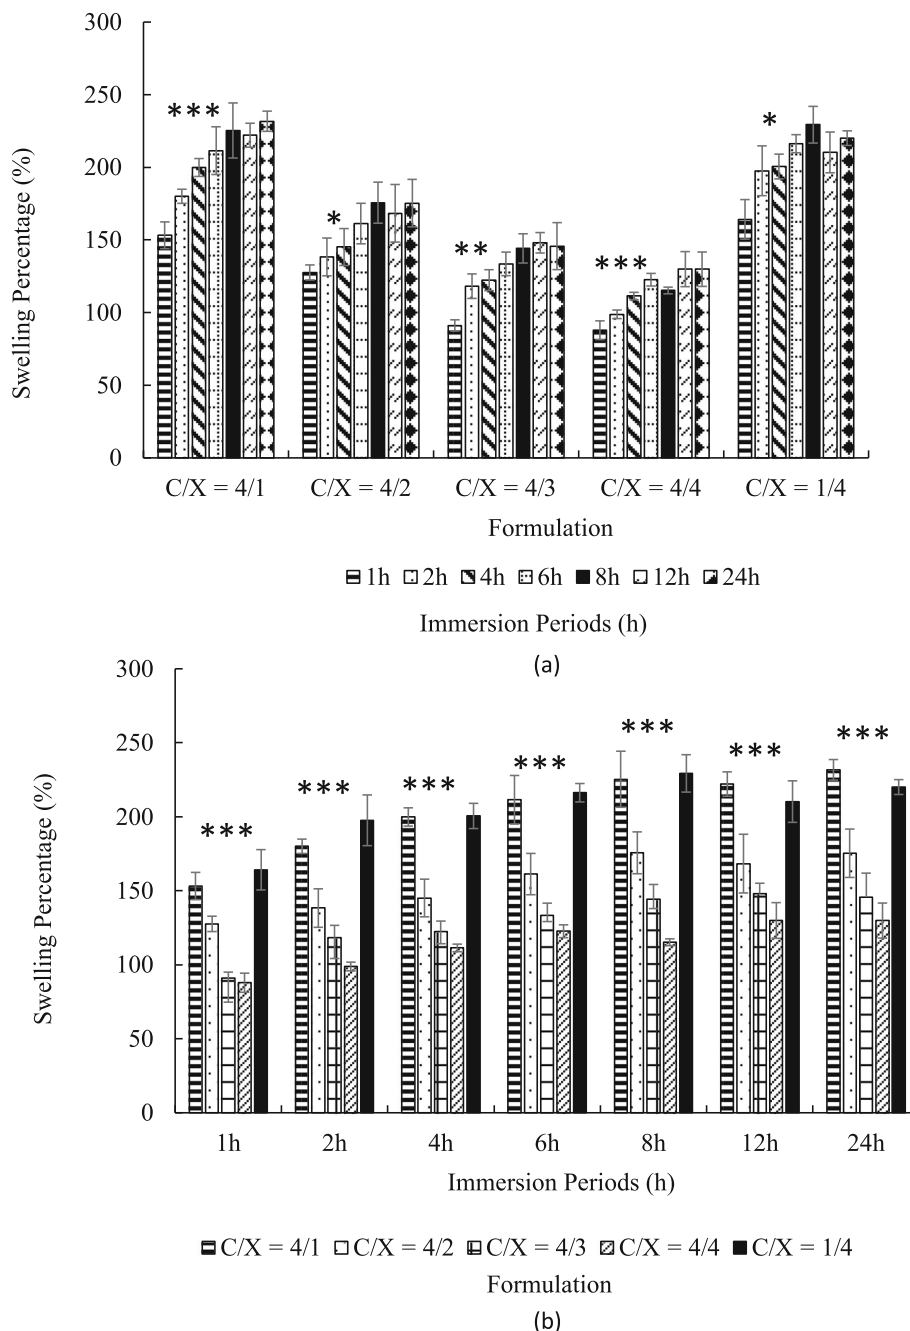 300
250
200
150
100
50
0
Swelling Percentage (%)
***
*
**
***
*
C/X = 4/1 C/X = 4/2 C/X = 4/3 C/X = 4/4 C/X = 1/4
Formulation
1h 2h 4h 6h 8h 12h 24h
Immersion Periods (h)
(a)
300
250
200
150
100
50
0
Swelling Percentage (%)
*** *** *** *** *** *** ***
1h 2h 4h 6h 8h 12h 24h
Immersion Periods (h)
C/X = 4/1 C/X = 4/2 C/X = 4/3 C/X = 4/4 C/X = 1/4
Formulation
(b)